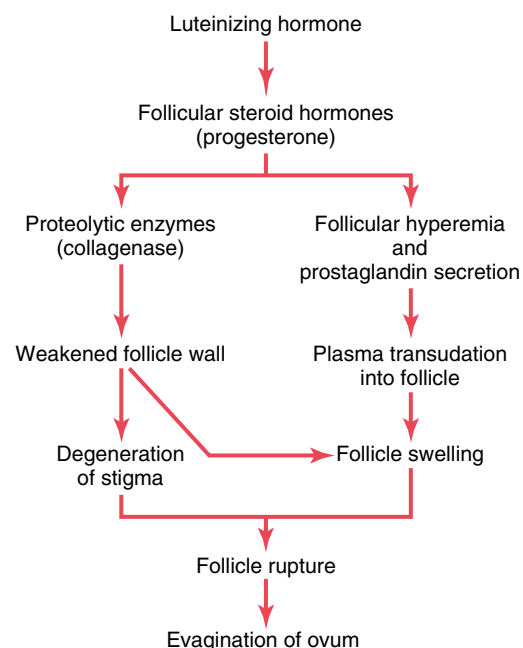 Luteinizing hormone
Follicular steroid hormones
(progesterone)
Proteolytic enzymes
(collagenase)
Follicular hyperemia
and
prostaglandin secretion
Weakened follicle wall
Plasma transudation
into follicle
Degeneration
of stigma
Follicle swelling
Follicle rupture
Evagination of ovum